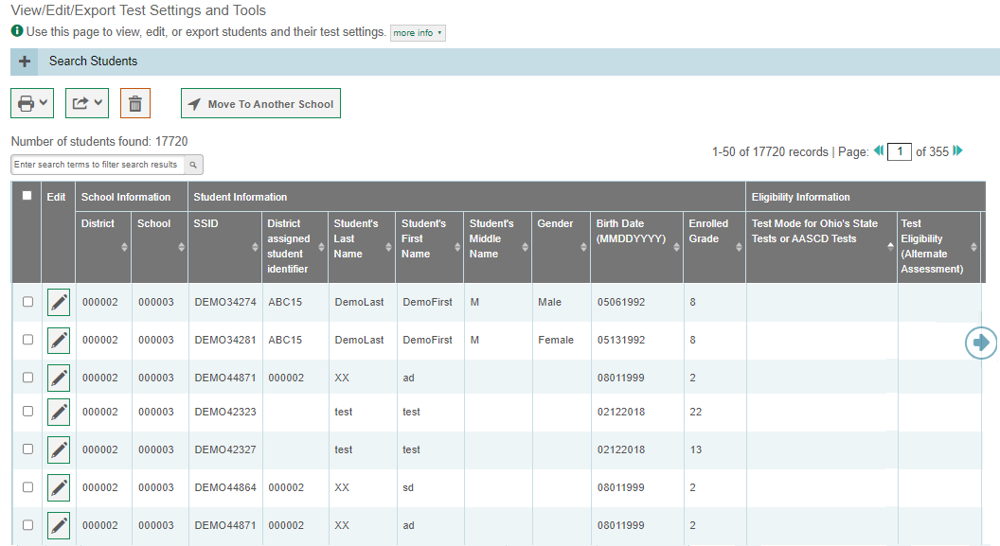 View/Edit/Export Test Settings and Tools
Use this page to view, edit, or export students and their test settings. more info
Search Students
Move To Another School
Number of students found: 17720
1-50 of 17720 records | Page: 1 of 355
Enter search terms to filter search results
Edit School Information Student Information Eligibility Information
District School SSID District assigned student identifier Student's Last Name Student's First Name Student's Middle Name Gender Birth Date (MMDDYYYY) Enrolled Grade Test Mode for Ohio's State Tests or AASCD Tests Test Eligibility (Alternate Assessment)
000002 000003 DEMO34274 ABC15 DemoLast DemoFirst M Male 05061992 8
000002 000003 DEMO34281 ABC15 DemoLast DemoFirst M Female 05131992 8
000002 000003 DEMO44871 000002 XX ad 08011999 2
000002 000003 DEMO42323 test test 02122018 22
000002 000003 DEMO42327 test test 02122018 13
000002 000003 DEMO44864 000002 XX sd 08011999 2
000002 000003 DEMO44871 000002 XX ad 08011999 2